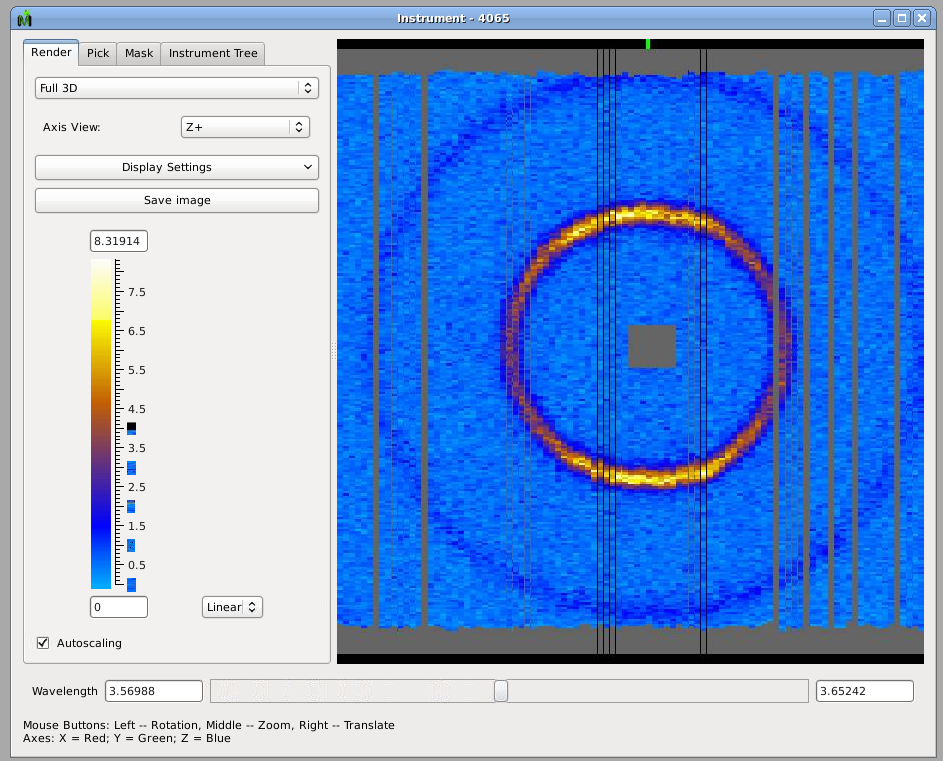 Instrument - 4065
Render Pick Mask Instrument Tree
Full 3D
Axis View: Z+
Display Settings
Save image
8.31914
7.5
6.5
5.5
4.5
3.5
2.5
1.5
0.5
0 Linear
Autoscaling
Wavelength 3.56988 3.65242
Mouse Buttons: Left -- Rotation, Middle -- Zoom, Right -- Translate
Axes: X = Red; Y = Green; Z = Blue